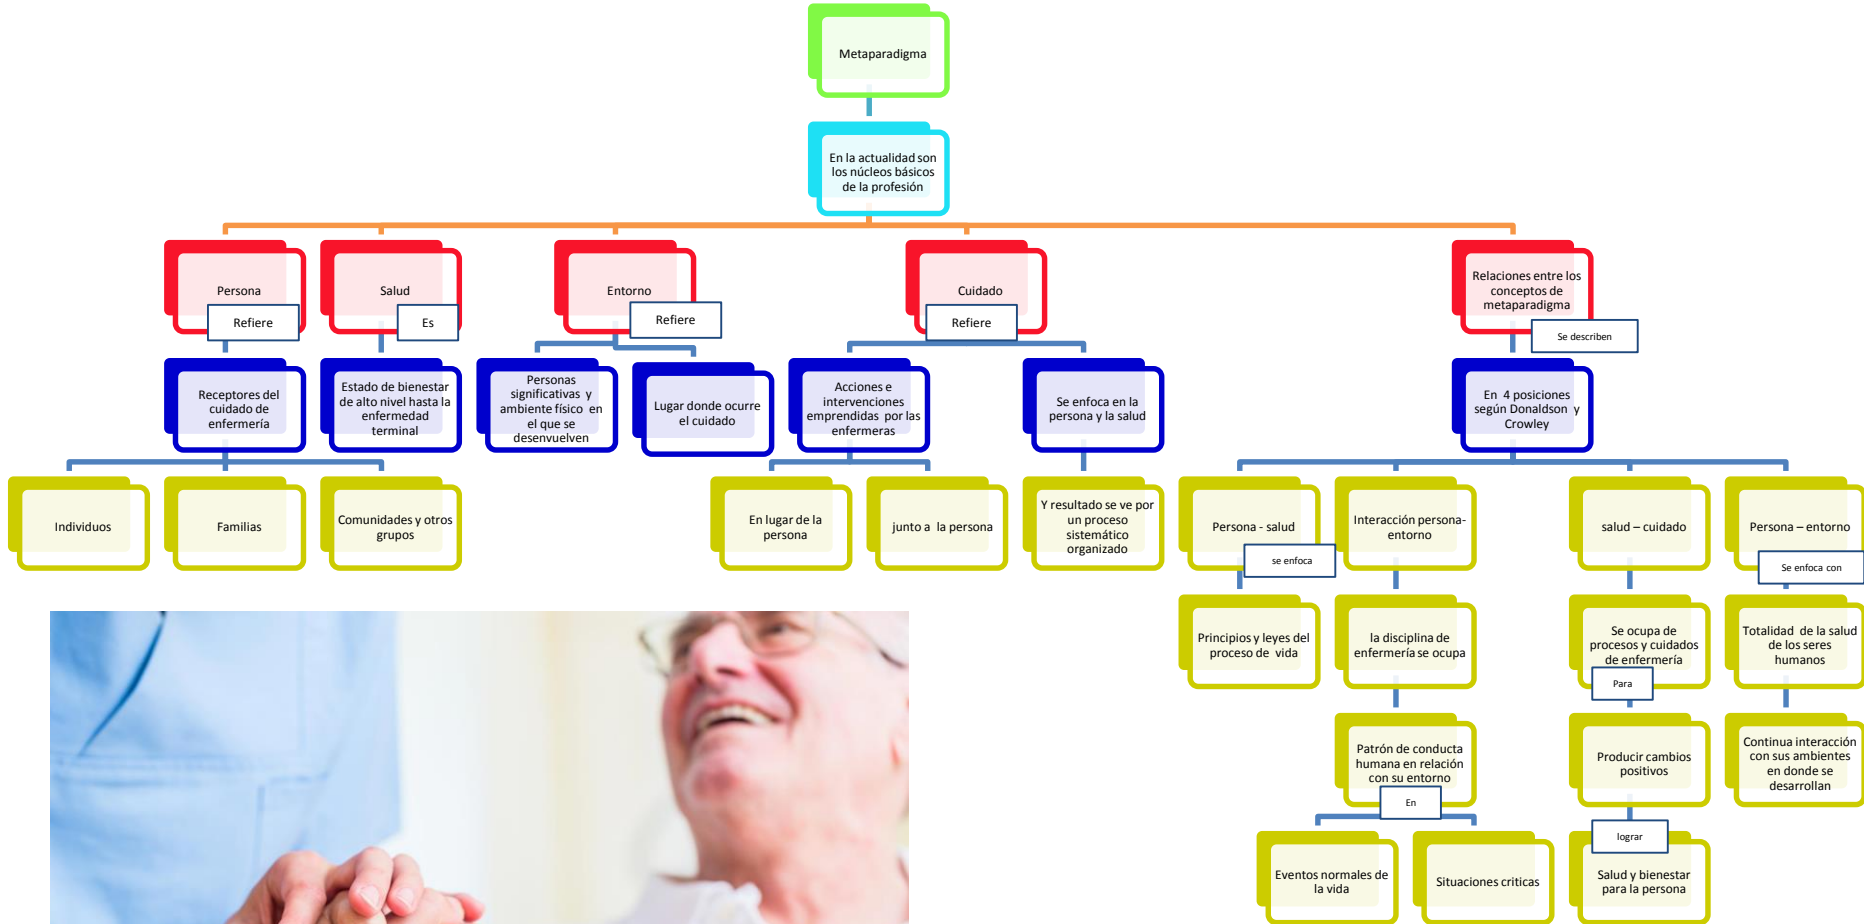 Metaparadigma
En la actualidad son
los núcleos básicos
de la profesión
Persona
Refiere
Salud
Es
Entorno
Refiere
Cuidado
Refiere
Relaciones entre los
conceptos de
metaparadigma
Se describen
Receptores del
cuidado de
enfermería
Estado de bienestar
de alto nivel hasta la
enfermedad
terminal
Personas
significativas y
ambiente físico en
el que se
desenvuelven
Lugar donde ocurre
el cuidado
Acciones e
intervenciones
emprendidas por las
enfermeras
Se enfoca en la
persona y la salud
En 4 posiciones
según Donaldson y
Crowley
Individuos
Familias
Comunidades y otros
grupos
En lugar de la
persona
junto a la persona
Y resultado se ve por
un proceso
sistemático
organizado
Persona - salud
se enfoca
Interacción persona-
entorno
salud – cuidado
Persona – entorno
Se enfoca con
Principios y leyes del
proceso de vida
la disciplina de
enfermería se ocupa
Se ocupa de
procesos y cuidados
de enfermería
Para
Totalidad de la salud
de los seres
humanos
Patrón de conducta
humana en relación
con su entorno
En
Producir cambios
positivos
lograr
Continua interacción
con sus ambientes
en donde se
desarrollan
Eventos normales de
la vida
Situaciones criticas
Salud y bienestar
para la persona